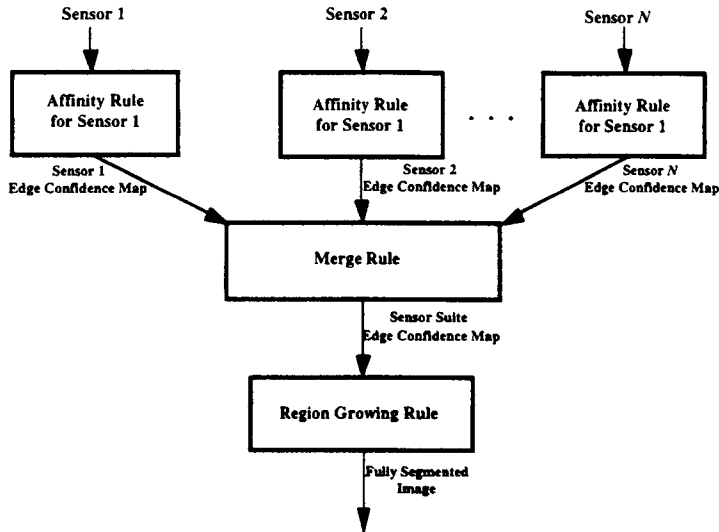 Sensor 1
Sensor 2
Sensor N
Affinity Rule
for Sensor 1
Affinity Rule
for Sensor 1
. . .
Affinity Rule
for Sensor 1
Sensor 1
Edge Confidence Map
Sensor 2
Edge Confidence Map
Sensor N
Edge Confidence Map
Merge Rule
Sensor Suite
Edge Confidence Map
Region Growing Rule
Fully Segmented
Image